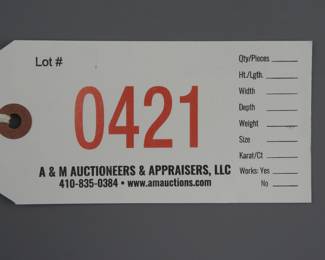 Lot #
0421
A & M AUCTIONEERS & APPRAISERS, LLC
410-835-0384 • www.amauctions.com
Qty/Pieces
Ht./Lgth.
Width
Depth
Weight
Size
Karat/Ct
Works: Yes
No